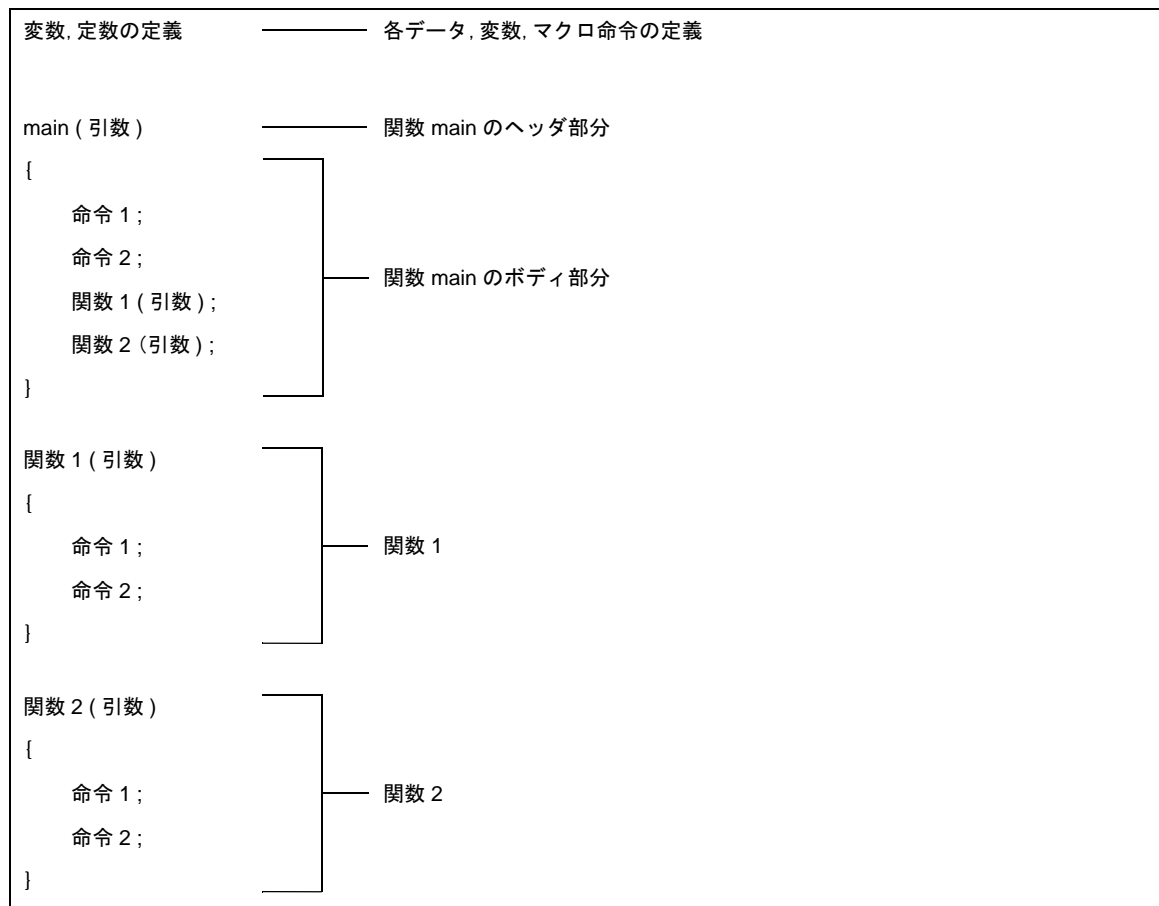 変数, 定数の定義 各データ, 変数, マクロ命令の定義
main ( 引数 ) 関数 main のヘッダ部分
{
命令 1 ;
命令 2 ;
関数 main のボディ部分
関数 1 ( 引数 ) ;
関数 2 ( 引数 ) ;
}
関数 1 ( 引数 )
{
命令 1 ; 関数 1
命令 2 ;
}
関数 2 ( 引数 )
{
命令 1 ; 関数 2
命令 2 ;
}